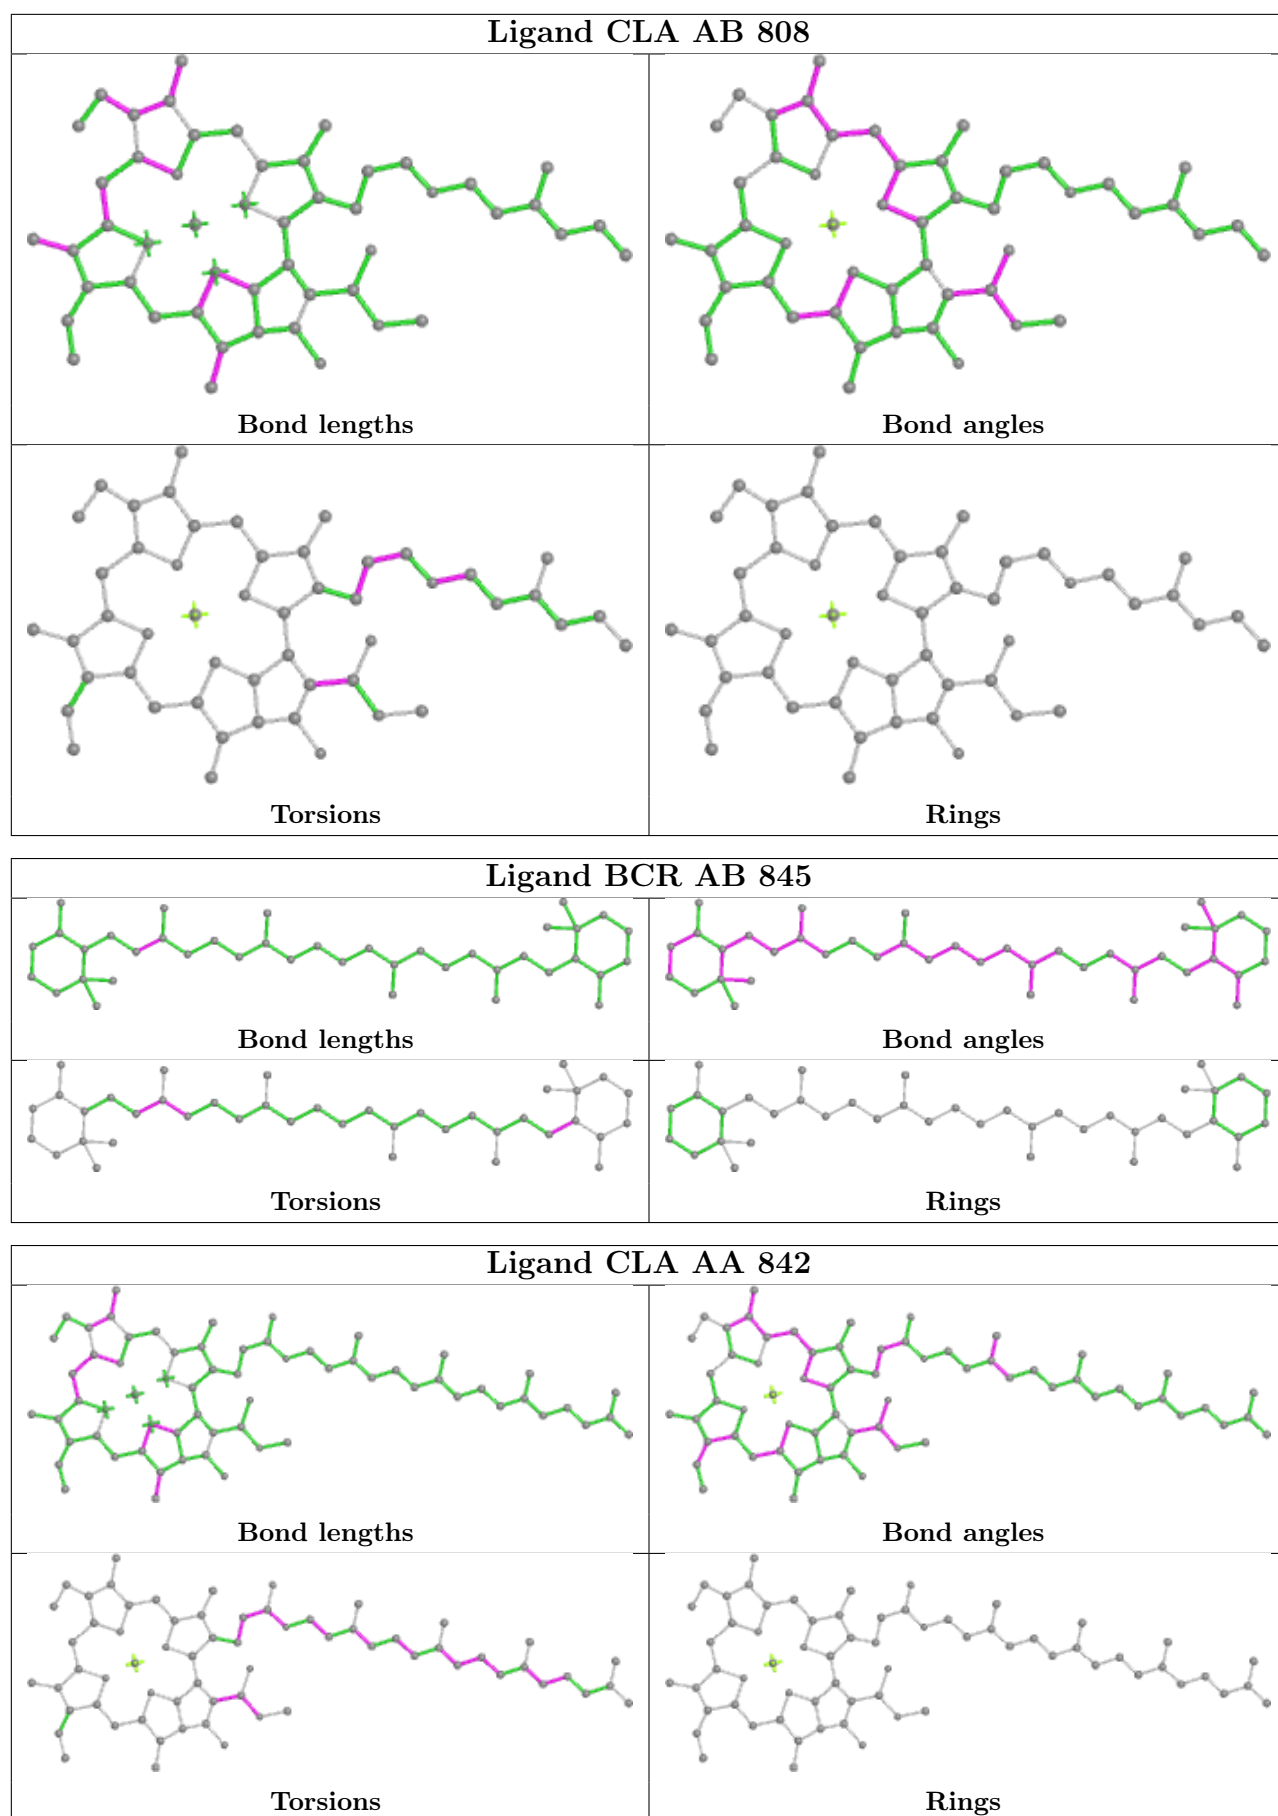 Ligand CLA AB 808
Bond lengths
Bond angles
Torsions
Rings
Ligand BCR AB 845
Bond lengths
Bond angles
Torsions
Rings
Ligand CLA AA 842
Bond lengths
Bond angles
Torsions
Rings